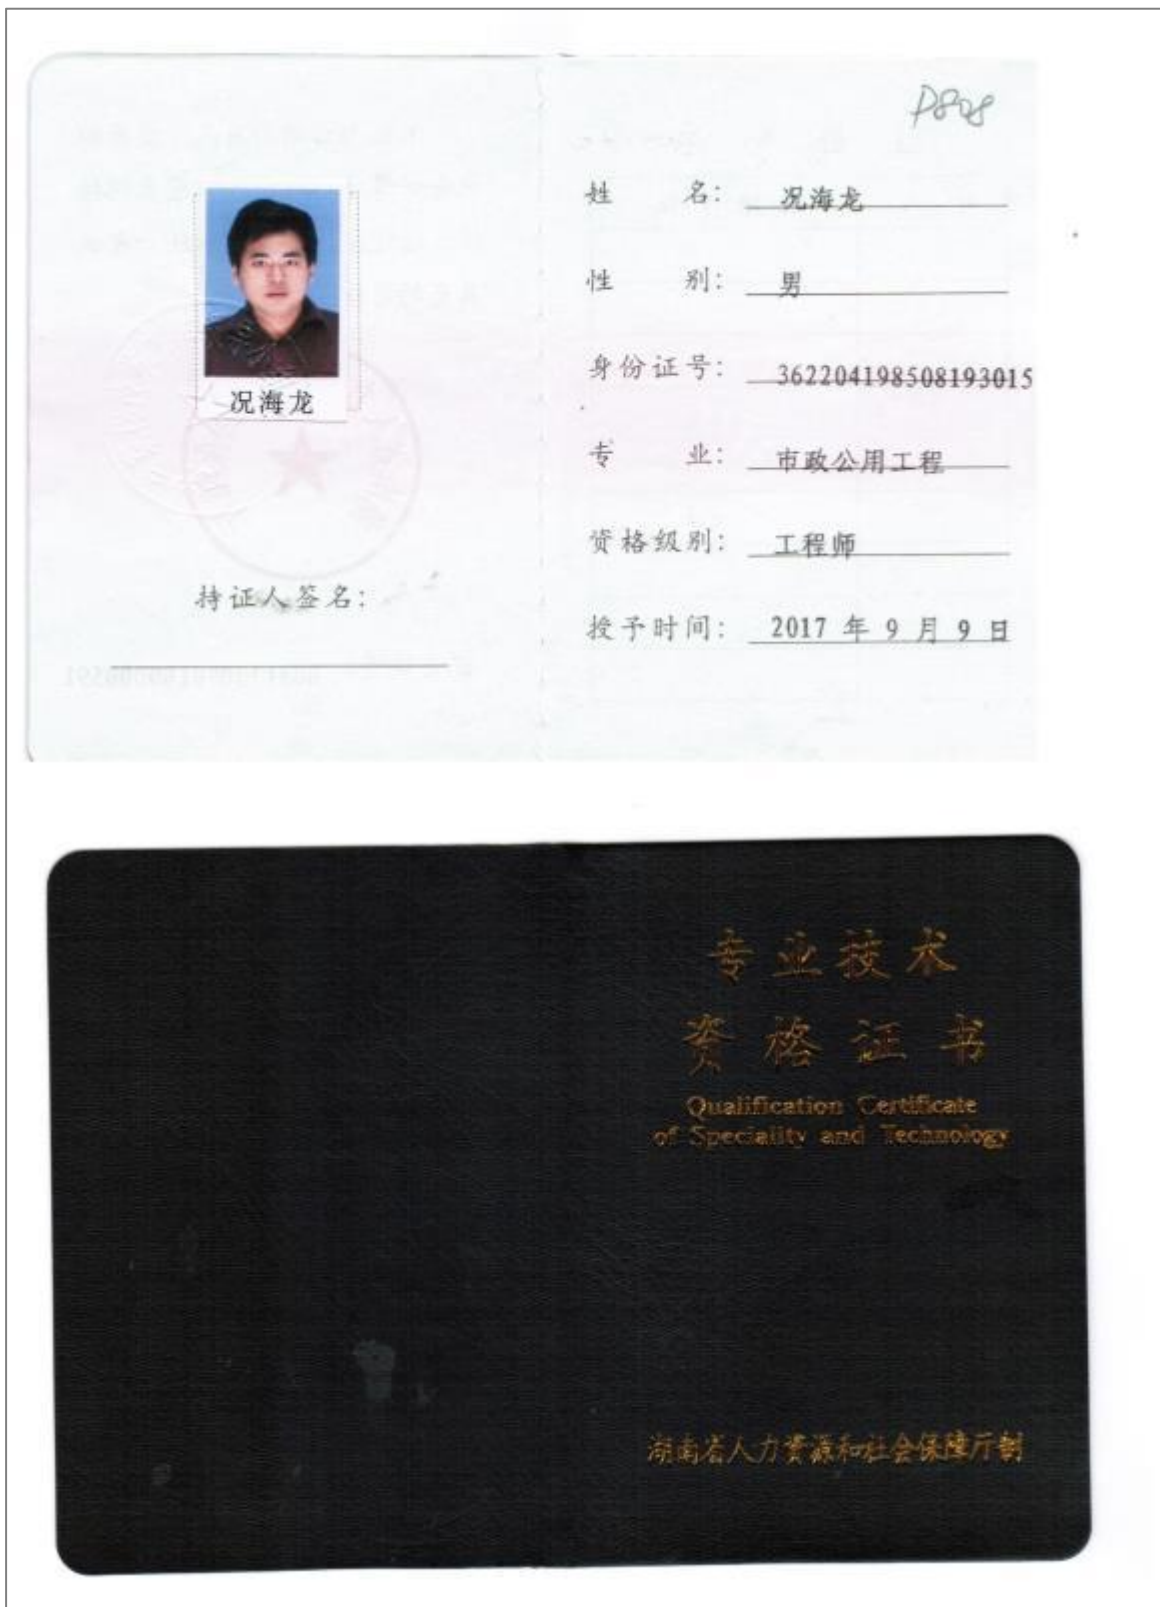 D808
况海龙
持证人签名:
姓 名: 况海龙
性 别: 男
身份证号: 362204198508193015
专 业: 市政公用工程
资格级别: 工程师
授予时间: 2017 年 9 月 9 日
专业技术
资格证书
Qualification Certificate
of Speciality and Technology
湖南省人力资源和社会保障厅制